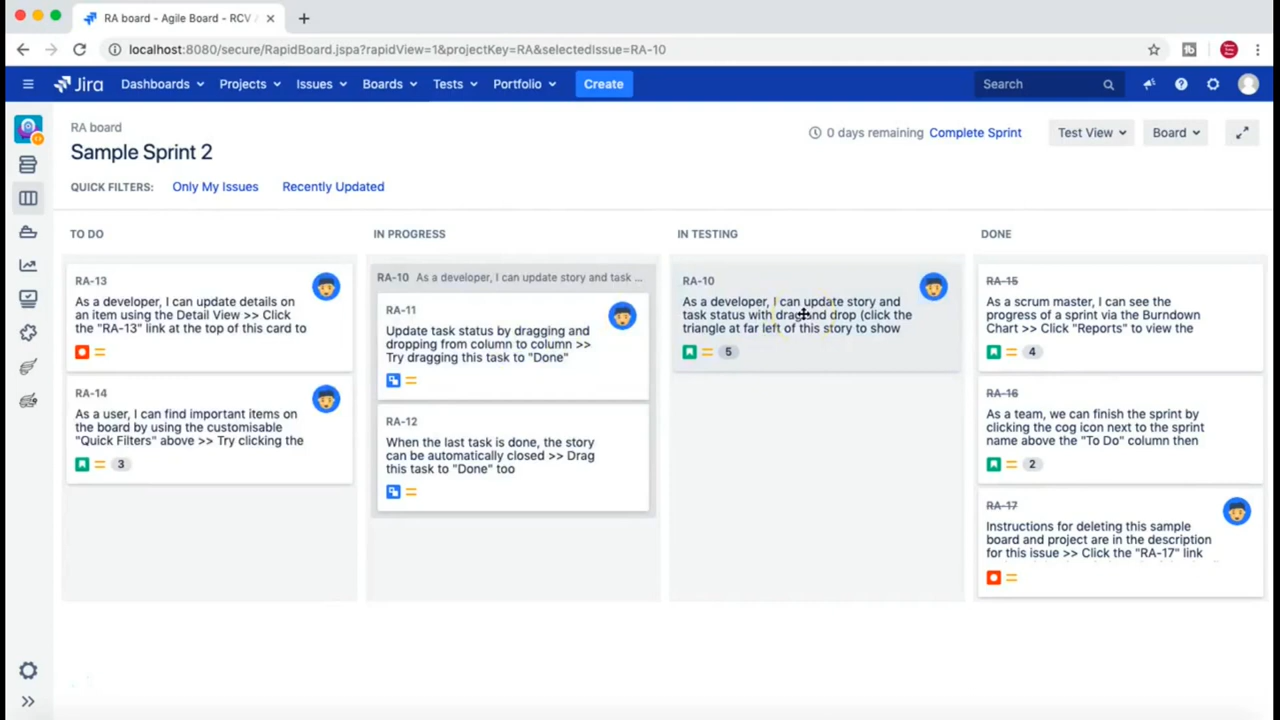 RA board - Agile Board - RCV
localhost:8080/secure/RapidBoard.jspa?rapidView=1&projectKey=RA&selectedIssue=RA-10
Jira Dashboards Projects Issues Boards Tests Portfolio Create Search
RA board
Sample Sprint 2
0 days remaining Complete Sprint Test View Board
QUICK FILTERS: Only My Issues Recently Updated
TO DO
RA-13
As a developer, I can update details on
an item using the Detail View >> Click
the "RA-13" link at the top of this card to
RA-14
As a user, I can find important items on
the board by using the customisable
"Quick Filters" above >> Try clicking the
3
IN PROGRESS
RA-10 As a developer, I can update story and task ...
RA-11
Update task status by dragging and
dropping from column to column >>
Try dragging this task to "Done"
RA-12
When the last task is done, the story
can be automatically closed >> Drag
this task to "Done" too
IN TESTING
RA-10
As a developer, I can update story and
task status with drag and drop (click the
triangle at far left of this story to show
5
DONE
RA-15
As a scrum master, I can see the
progress of a sprint via the Burndown
Chart >> Click "Reports" to view the
4
RA-16
As a team, we can finish the sprint by
clicking the cog icon next to the sprint
name above the "To Do" column then
2
RA-17
Instructions for deleting this sample
board and project are in the description
for this issue >> Click the "RA-17" link